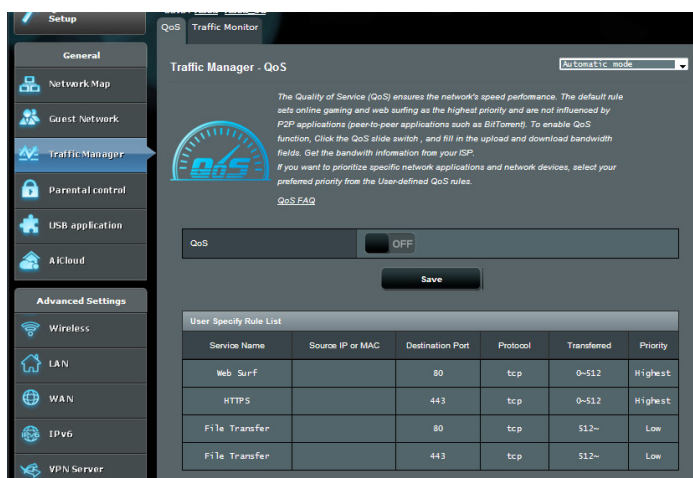 Setup
QoS Traffic Monitor
General
Network Map
Guest Network
Traffic Manager
Parental control
USB application
AiCloud
Advanced Settings
Wireless
LAN
WAN
IPv6
VPN Server
Traffic Manager - QoS
Automatic mode
The Quality of Service (QoS) ensures the network's speed performance. The default rule
sets online gaming and web surfing as the highest priority and are not influenced by
P2P applications (peer-to-peer applications such as BitTorrent). To enable QoS
function, Click the QoS slide switch , and fill in the upload and download bandwidth
fields. Get the bandwith information from your ISP.
If you want to prioritize specific network applications and network devices, select your
preferred priority from the User-defined QoS rules.
QoS FAQ
QoS
QoS OFF
Save
User Specify Rule List
Service Name Source IP or MAC Destination Port Protocol Transferred Priority
Web Surf 80 tcp 0~512 Highest
HTTPS 443 tcp 0~512 Highest
File Transfer 80 tcp 512~ Low
File Transfer 443 tcp 512~ Low